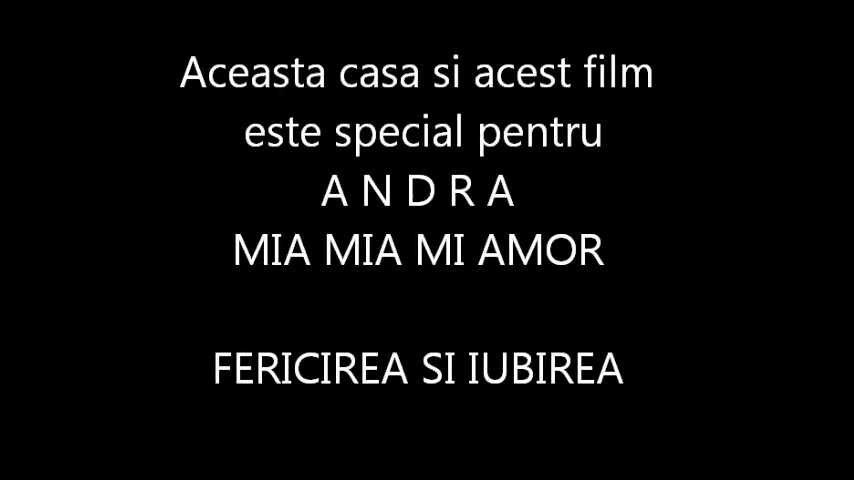 Aceasta casa si acest film
este special pentru
A N D R A
MIA MIA MI AMOR
FERICIREA SI IUBIREA